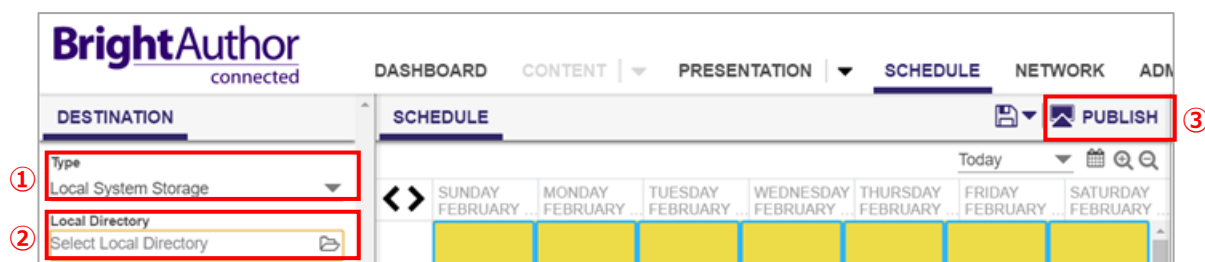 BrightAuthor
connected
DASHBOARD CONTENT PRESENTATION SCHEDULE NETWORK ADM
DESTINATION
SCHEDULE
PUBLISH
③
①
Type
Local System Storage
Today
②
Local Directory
Select Local Directory
SUNDAY MONDAY TUESDAY WEDNESDAY THURSDAY FRIDAY SATURDAY
FEBRUARY ... FEBRUARY ... FEBRUARY ... FEBRUARY ... FEBRUARY ... FEBRUARY ... FEBRUARY ...